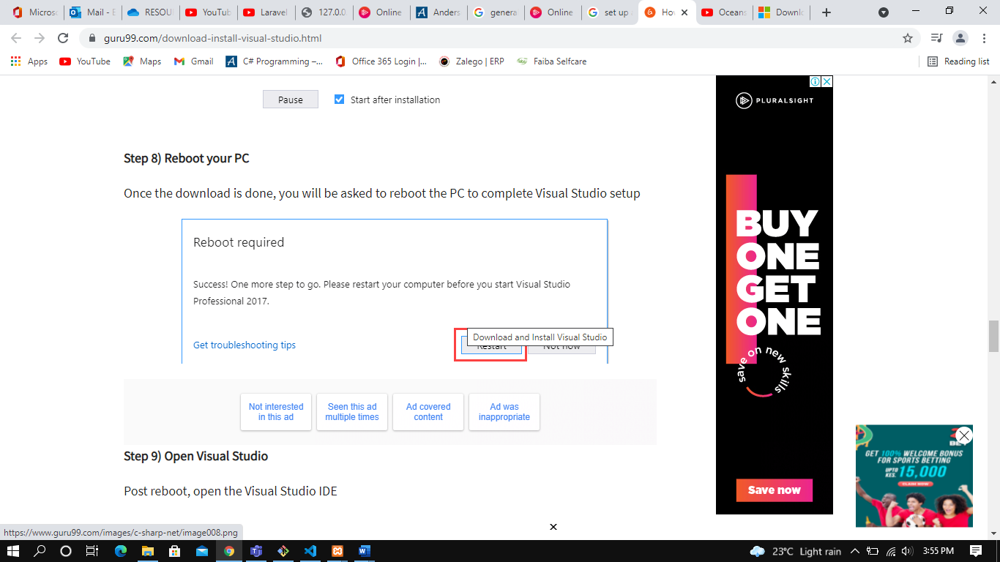 Microso
Mail - E
RESOU
YouTub
Laravel
127.0.0
Online
Anders
genera
Online
set up
Hov
Oceans
Downlo
guru99.com/download-install-visual-studio.html
Apps
YouTube
Maps
Gmail
C# Programming –...
Office 365 Login |...
Zalego | ERP
Faiba Selfcare
Reading list
Pause
Start after installation
Step 8) Reboot your PC
Once the download is done, you will be asked to reboot the PC to complete Visual Studio setup
Reboot required
Success! One more step to go. Please restart your computer before you start Visual Studio
Professional 2017.
Get troubleshooting tips
Download and Install Visual Studio
Restart
Not now
Not interested
in this ad
Seen this ad
multiple times
Ad covered
content
Ad was
inappropriate
Step 9) Open Visual Studio
Post reboot, open the Visual Studio IDE
PLURALSIGHT
BUY
ONE
GET
ONE
save on new skills
Save now
BET
GET 100% WELCOME BONUS
FOR SPORTS BETTING
UPTO
KES. 15,000
CLAIM NOW
https://www.guru99.com/images/c-sharp-net/image008.png
23°C Light rain
3:55 PM